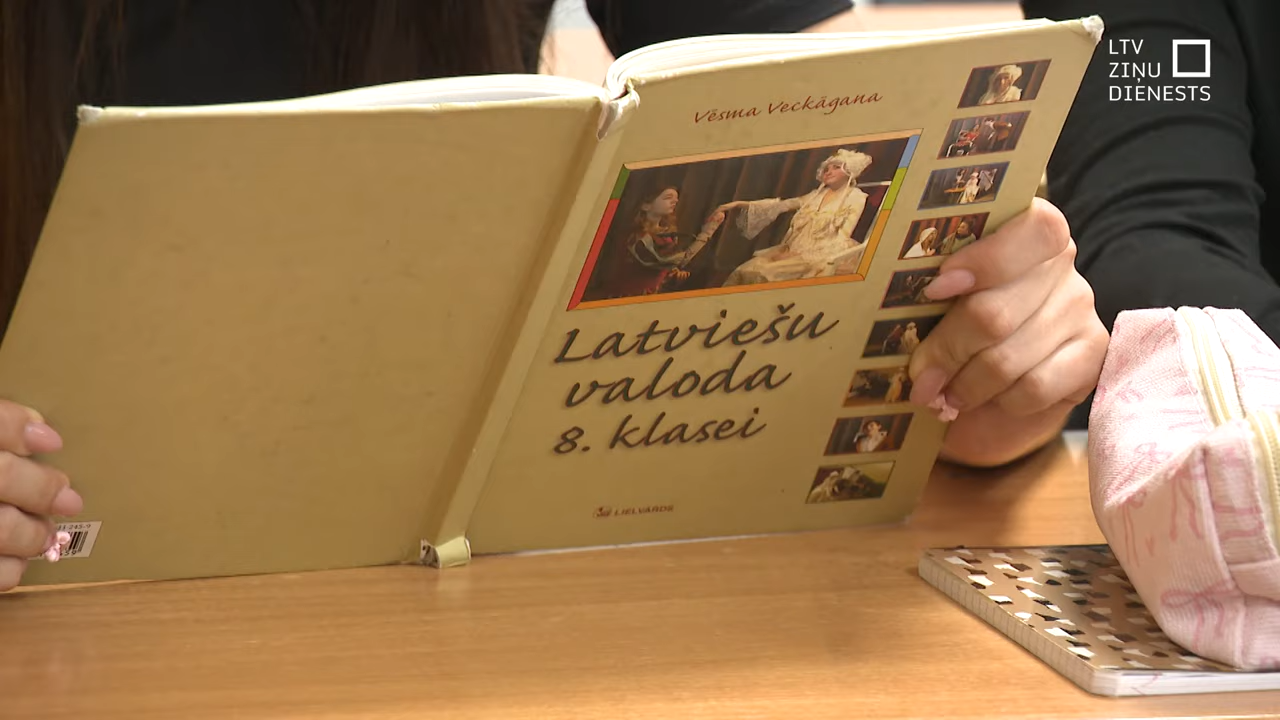 LTV
ZIŅU
DIENESTS
Vēsma Veckāgana
Latviešu
valoda
8. klasei
LIELVĀRDS